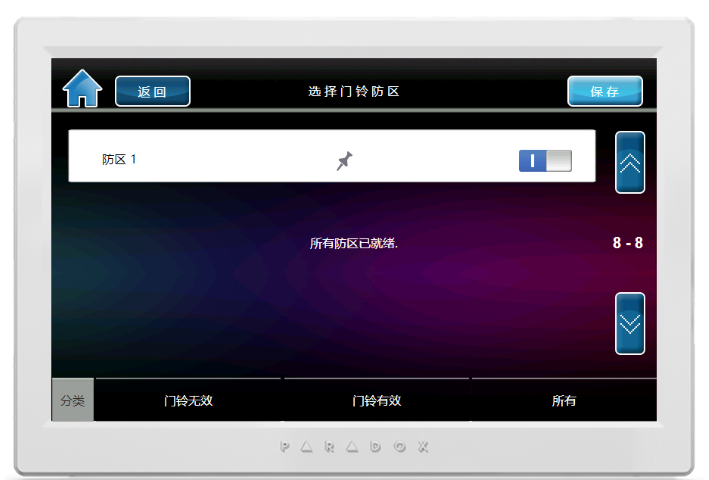 返回
选择门铃防区
保存
防区 1
所有防区已就绪.
8 - 8
分类
门铃无效
门铃有效
所有
PARADOX